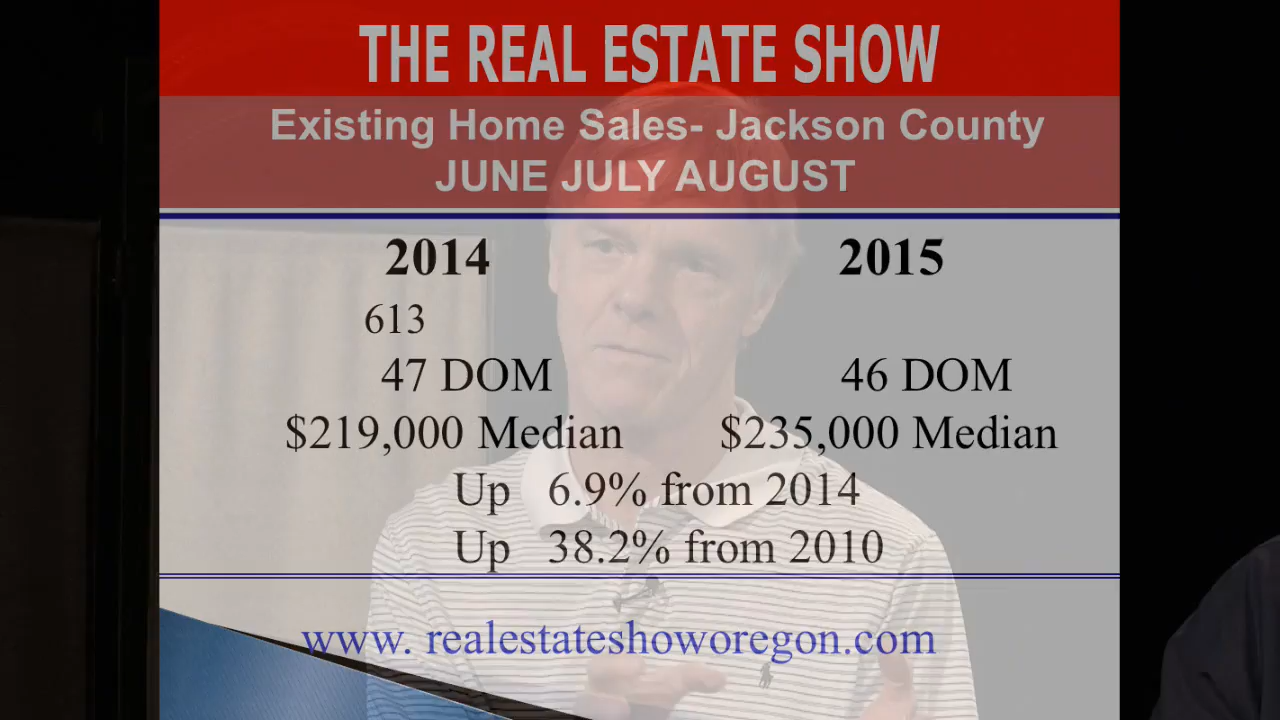 THE REAL ESTATE SHOW
Existing Home Sales- Jackson County
JUNE JULY AUGUST
2014 2015
613
47 DOM 46 DOM
$219,000 Median $235,000 Median
Up 6.9% from 2014
Up 38.2% from 2010
www. realestateshoworegon.com